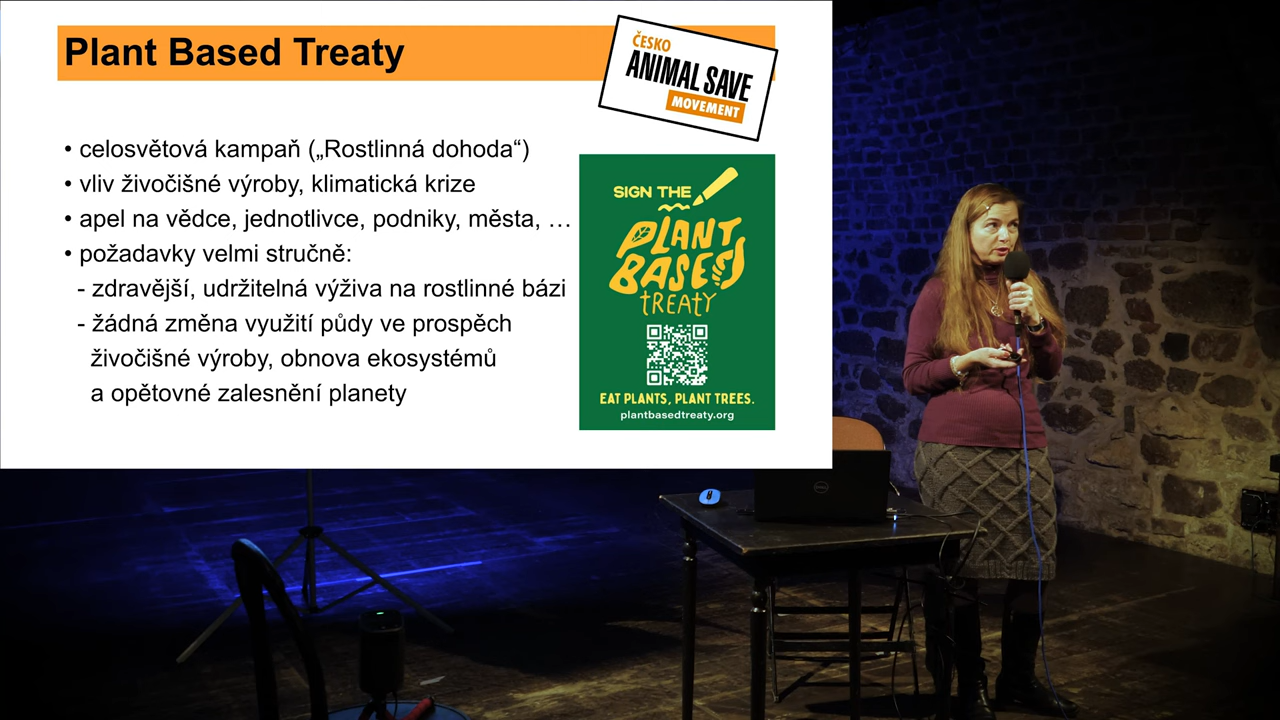 Plant Based Treaty
ČESKO
ANIMAL SAVE
MOVEMENT
• celosvětová kampaň („Rostlinná dohoda“)
• vliv živočišné výroby, klimatická krize
• apel na vědce, jednotlivce, podniky, města, …
• požadavky velmi stručně:
- zdravější, udržitelná výživa na rostlinné bázi
- žádná změna využití půdy ve prospěch
živočišné výroby, obnova ekosystémů
a opětovné zalesnění planety
SIGN THE
PLANT
BASED
TREATY
EAT PLANTS, PLANT TREES.
plantbasedtreaty.org
DELL